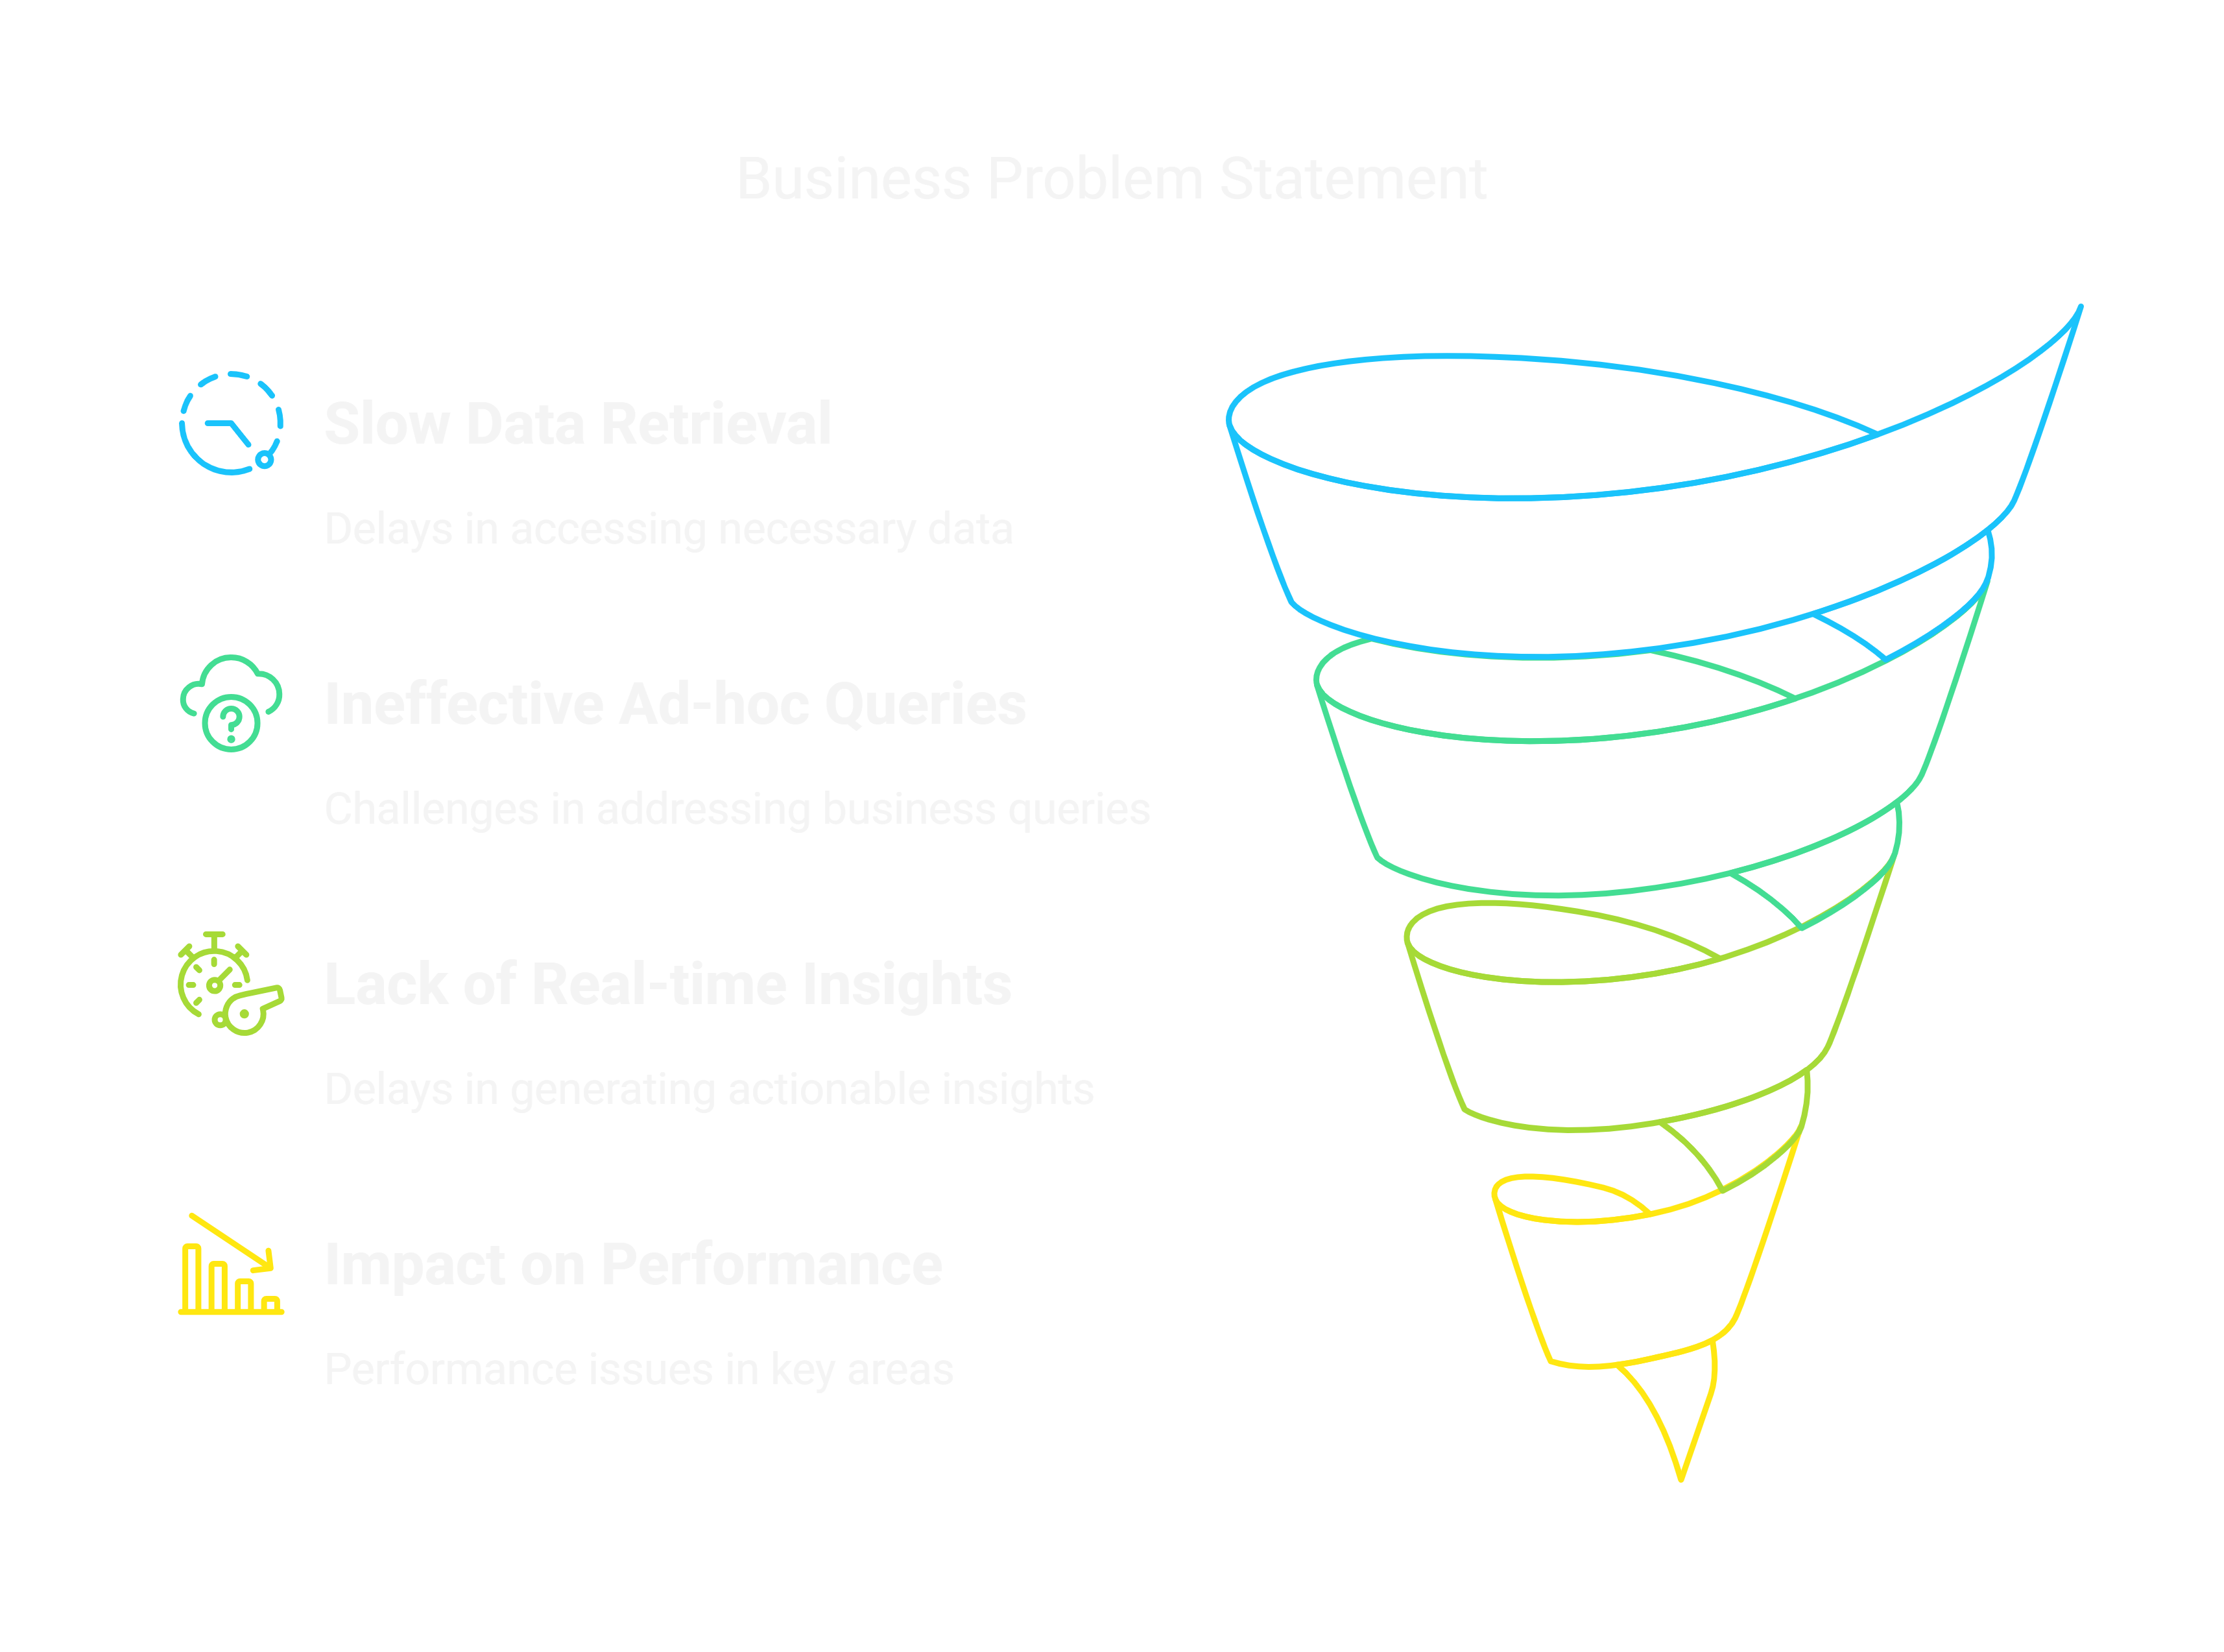 Business Problem Statement
Slow Data Retrieval
Delays in accessing necessary data
Ineffective Ad-hoc Queries
Challenges in addressing business queries
Lack of Real-time Insights
Delays in generating actionable insights
Impact on Performance
Performance issues in key areas